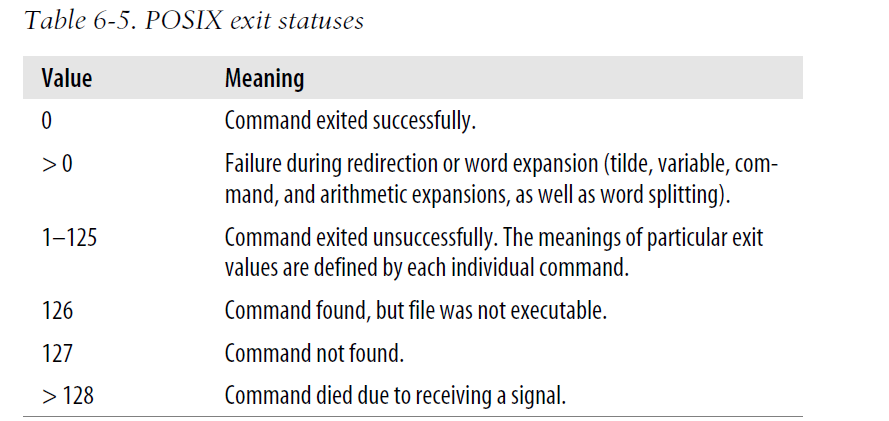 Table 6-5. POSIX exit statuses
Value Meaning
0 Command exited successfully.
> 0 Failure during redirection or word expansion (tilde, variable, com-
mand, and arithmetic expansions, as well as word splitting).
1–125 Command exited unsuccessfully. The meanings of particular exit
values are defined by each individual command.
126 Command found, but file was not executable.
127 Command not found.
> 128 Command died due to receiving a signal.